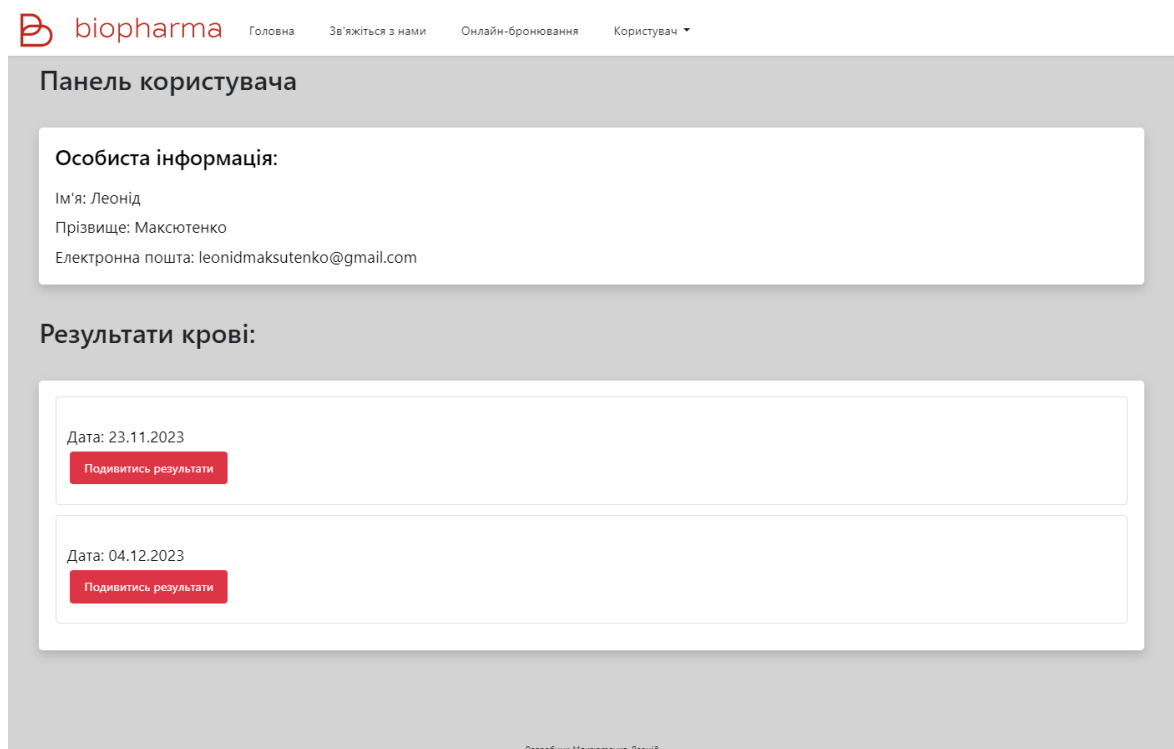 biopharma Головна Зв'яжіться з нами Онлайн-бронювання Користувач
Панель користувача
Особиста інформація:
Ім'я: Леонід
Прізвище: Максютенко
Електронна пошта: leonidmaksutenko@gmail.com
Результати крові:
Дата: 23.11.2023
Подивитись результати
Дата: 04.12.2023
Подивитись результати